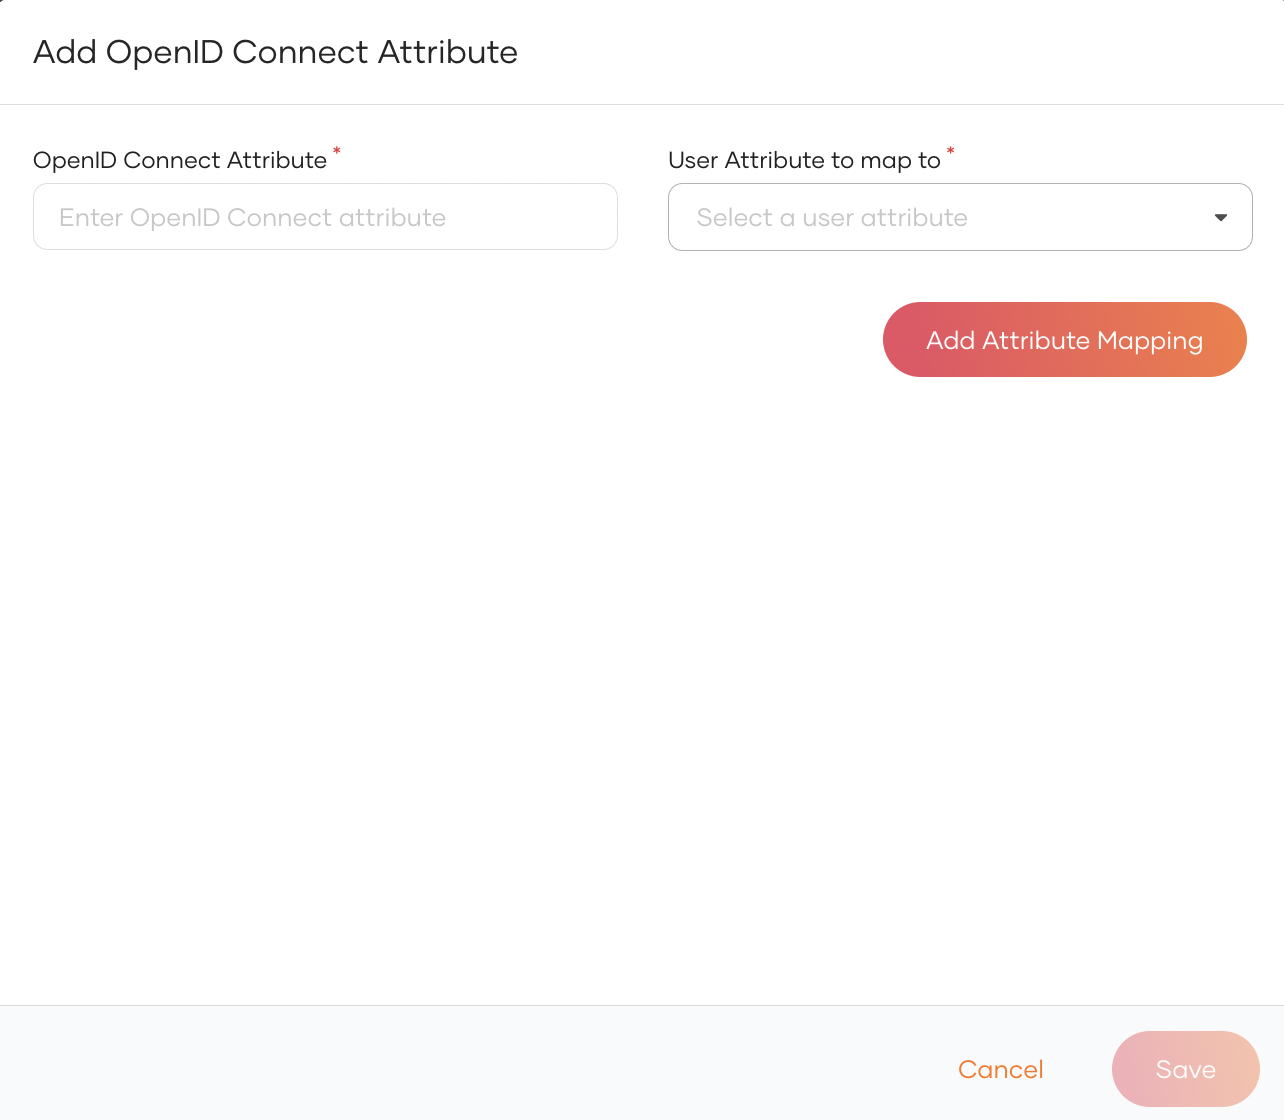 Add OpenID Connect Attribute
OpenID Connect Attribute *
User Attribute to map to *
Enter OpenID Connect attribute
Select a user attribute
Add Attribute Mapping
Cancel
Save